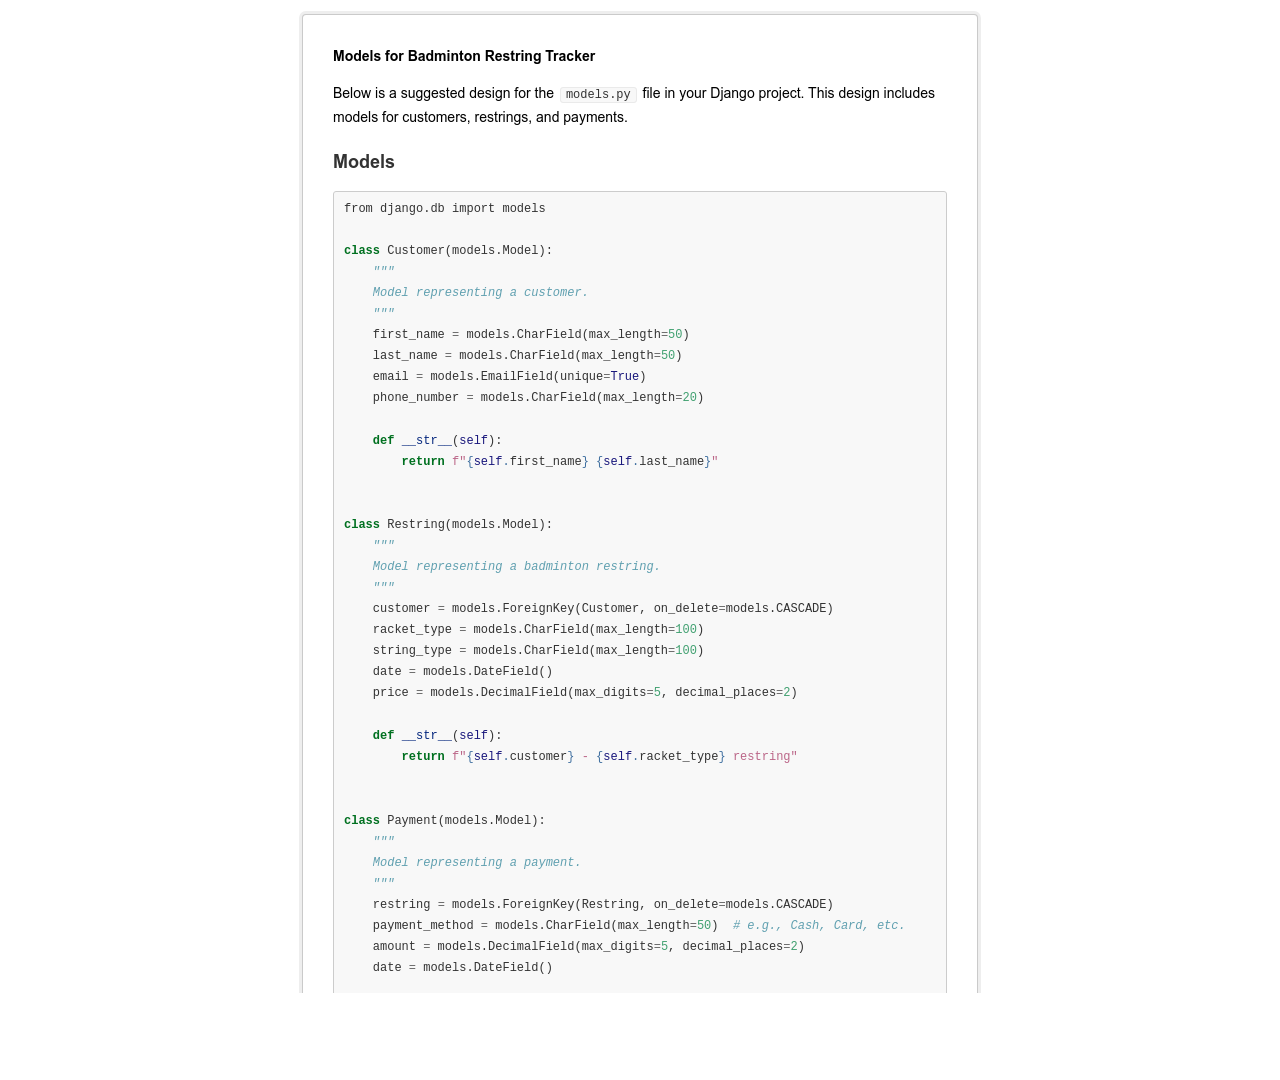 Models for Badminton Restring Tracker
Below is a suggested design for the models.py file in your Django project. This design includes
models for customers, restrings, and payments.
Models
from django.db import models
class Customer(models.Model):
    """
    Model representing a customer.
    """
    first_name = models.CharField(max_length=50)
    last_name = models.CharField(max_length=50)
    email = models.EmailField(unique=True)
    phone_number = models.CharField(max_length=20)
    def __str__(self):
        return f"{self.first_name} {self.last_name}"
class Restring(models.Model):
    """
    Model representing a badminton restring.
    """
    customer = models.ForeignKey(Customer, on_delete=models.CASCADE)
    racket_type = models.CharField(max_length=100)
    string_type = models.CharField(max_length=100)
    date = models.DateField()
    price = models.DecimalField(max_digits=5, decimal_places=2)
    def __str__(self):
        return f"{self.customer} - {self.racket_type} restring"
class Payment(models.Model):
    """
    Model representing a payment.
    """
    restring = models.ForeignKey(Restring, on_delete=models.CASCADE)
    payment_method = models.CharField(max_length=50)  # e.g., Cash, Card, etc.
    amount = models.DecimalField(max_digits=5, decimal_places=2)
    date = models.DateField()